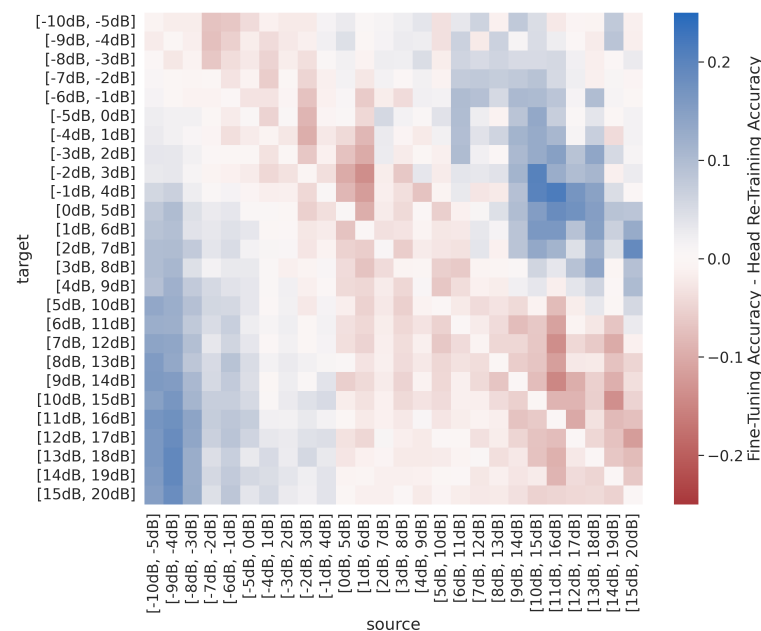 [-10dB, -5dB]
[-9dB, -4dB]
[-8dB, -3dB]
[-7dB, -2dB]
[-6dB, -1dB]
[-5dB, 0dB]
[-4dB, 1dB]
[-3dB, 2dB]
[-2dB, 3dB]
[-1dB, 4dB]
[0dB, 5dB]
[1dB, 6dB]
[2dB, 7dB]
[3dB, 8dB]
[4dB, 9dB]
[5dB, 10dB]
[6dB, 11dB]
[7dB, 12dB]
[8dB, 13dB]
[9dB, 14dB]
[10dB, 15dB]
[11dB, 16dB]
[12dB, 17dB]
[13dB, 18dB]
[14dB, 19dB]
[15dB, 20dB]
target
[-10dB, -5dB]
[-9dB, -4dB]
[-8dB, -3dB]
[-7dB, -2dB]
[-6dB, -1dB]
[-5dB, 0dB]
[-4dB, 1dB]
[-3dB, 2dB]
[-2dB, 3dB]
[-1dB, 4dB]
[0dB, 5dB]
[1dB, 6dB]
[2dB, 7dB]
[3dB, 8dB]
[4dB, 9dB]
[5dB, 10dB]
[6dB, 11dB]
[7dB, 12dB]
[8dB, 13dB]
[9dB, 14dB]
[10dB, 15dB]
[11dB, 16dB]
[12dB, 17dB]
[13dB, 18dB]
[14dB, 19dB]
[15dB, 20dB]
source
0.2
0.1
0.0
−0.1
−0.2
Fine-Tuning Accuracy - Head Re-Training Accuracy